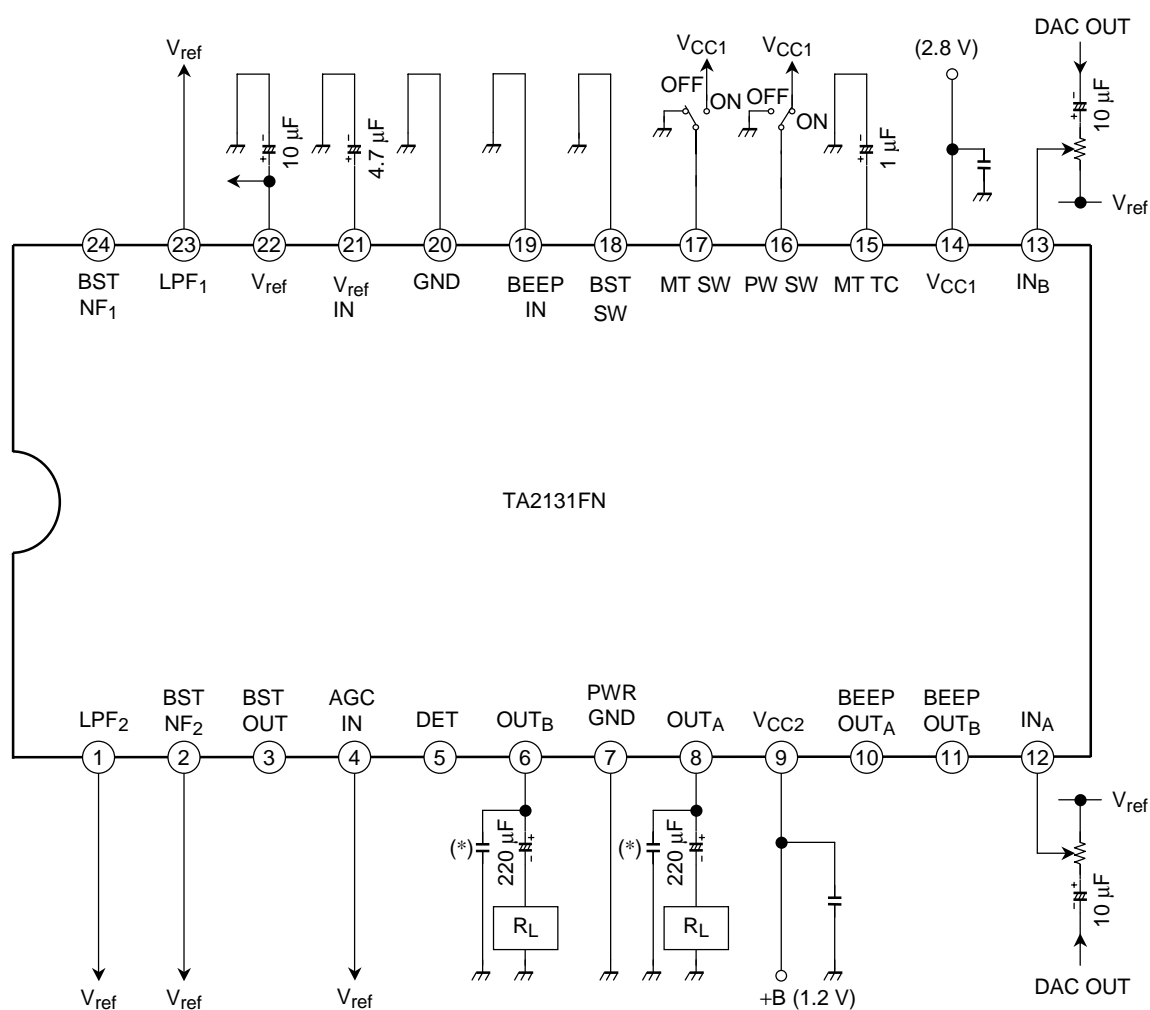 DAC OUT
Vref
VCC1
VCC1
(2.8 V)
OFF
ON
OFF
ON
+ -
10 µF
+ -
4.7 µF
+ -
1 µF
+ -
10 µF
Vref
24
23
22
21
20
19
18
17
16
15
14
13
BST
NF1
LPF1
Vref
Vref
IN
GND
BEEP
IN
BST
SW
MT SW
PW SW
MT TC
VCC1
INB
TA2131FN
LPF2
BST
NF2
BST
OUT
AGC
IN
DET
OUTB
PWR
GND
OUTA
VCC2
BEEP
OUTA
BEEP
OUTB
INA
1
2
3
4
5
6
7
8
9
10
11
12
Vref
(*)
220 µF
- +
(*)
220 µF
- +
- +
10 µF
RL
RL
Vref
Vref
Vref
+B (1.2 V)
DAC OUT